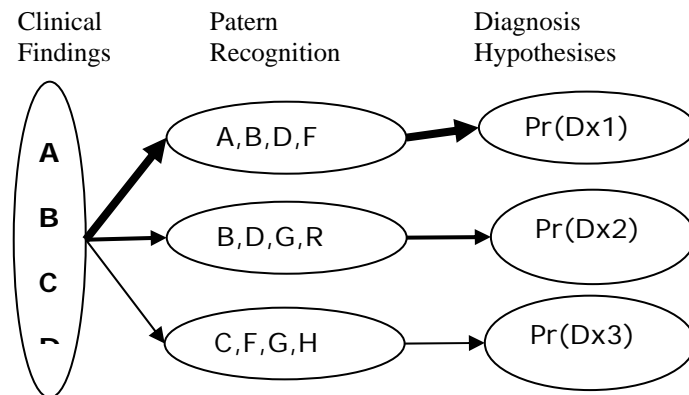 Clinical Findings
Patern Recognition
Diagnosis Hypothesises
A
B
C
A,B,D,F
B,D,G,R
C,F,G,H
Pr(Dx1)
Pr(Dx2)
Pr(Dx3)